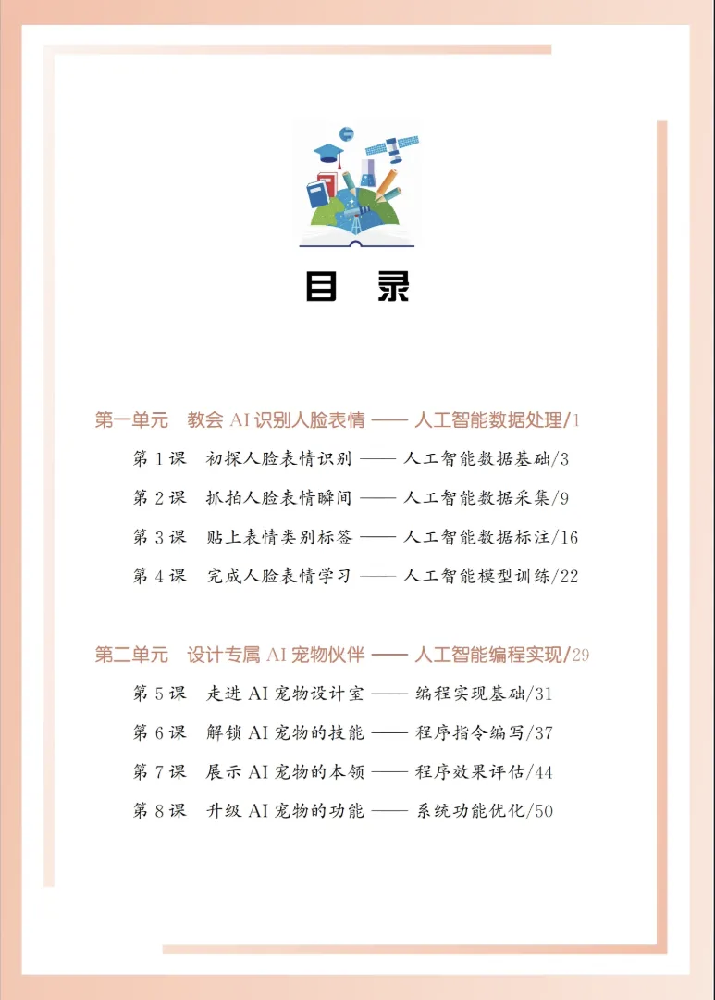 目 录
第一单元 教会 AI 识别人脸表情 —— 人工智能数据处理/1
第 1 课 初探人脸表情识别 —— 人工智能数据基础/3
第 2 课 抓拍人脸表情瞬间 —— 人工智能数据采集/9
第 3 课 贴上表情类别标签 —— 人工智能数据标注/16
第 4 课 完成人脸表情学习 —— 人工智能模型训练/22
第二单元 设计专属 AI 宠物伙伴 —— 人工智能编程实现/29
第 5 课 走进 AI 宠物设计室 —— 编程实现基础/31
第 6 课 解锁 AI 宠物的技能 —— 程序指令编写/37
第 7 课 展示 AI 宠物的本领 —— 程序效果评估/44
第 8 课 升级 AI 宠物的功能 —— 系统功能优化/50